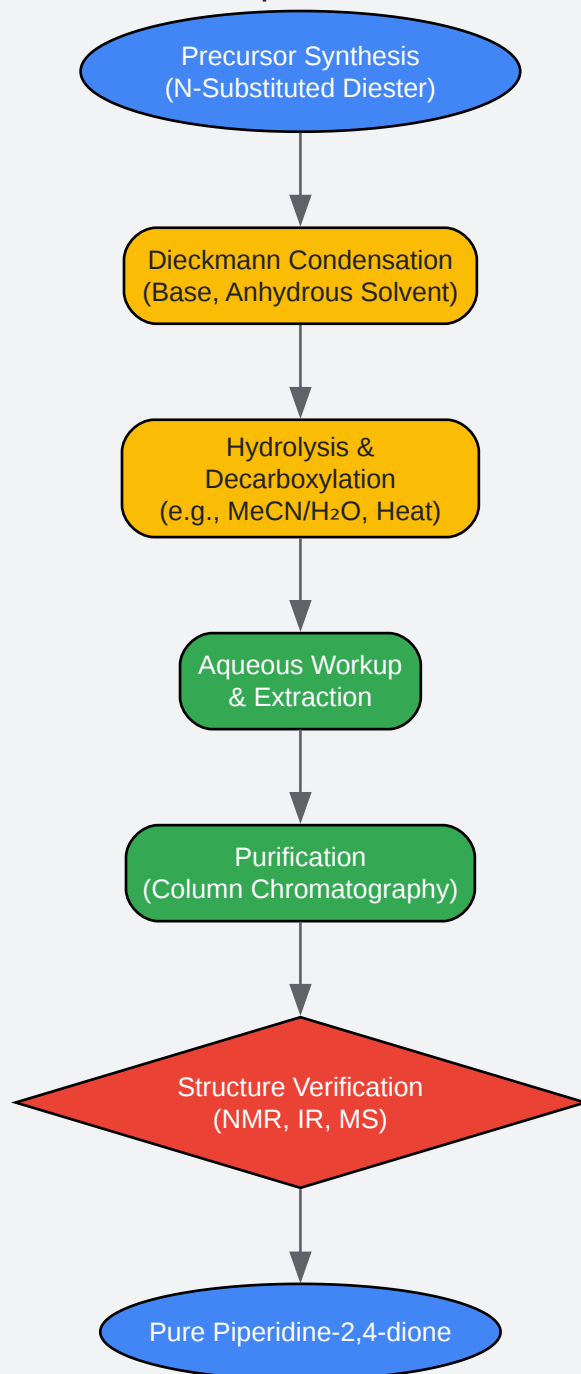 Precursor Synthesis
(N-Substituted Diester)
Dieckmann Condensation
(Base, Anhydrous Solvent)
Hydrolysis &
Decarboxylation
(e.g., MeCN/H₂O, Heat)
Aqueous Workup
& Extraction
Purification
(Column Chromatography)
Structure Verification
(NMR, IR, MS)
Pure Piperidine-2,4-dione